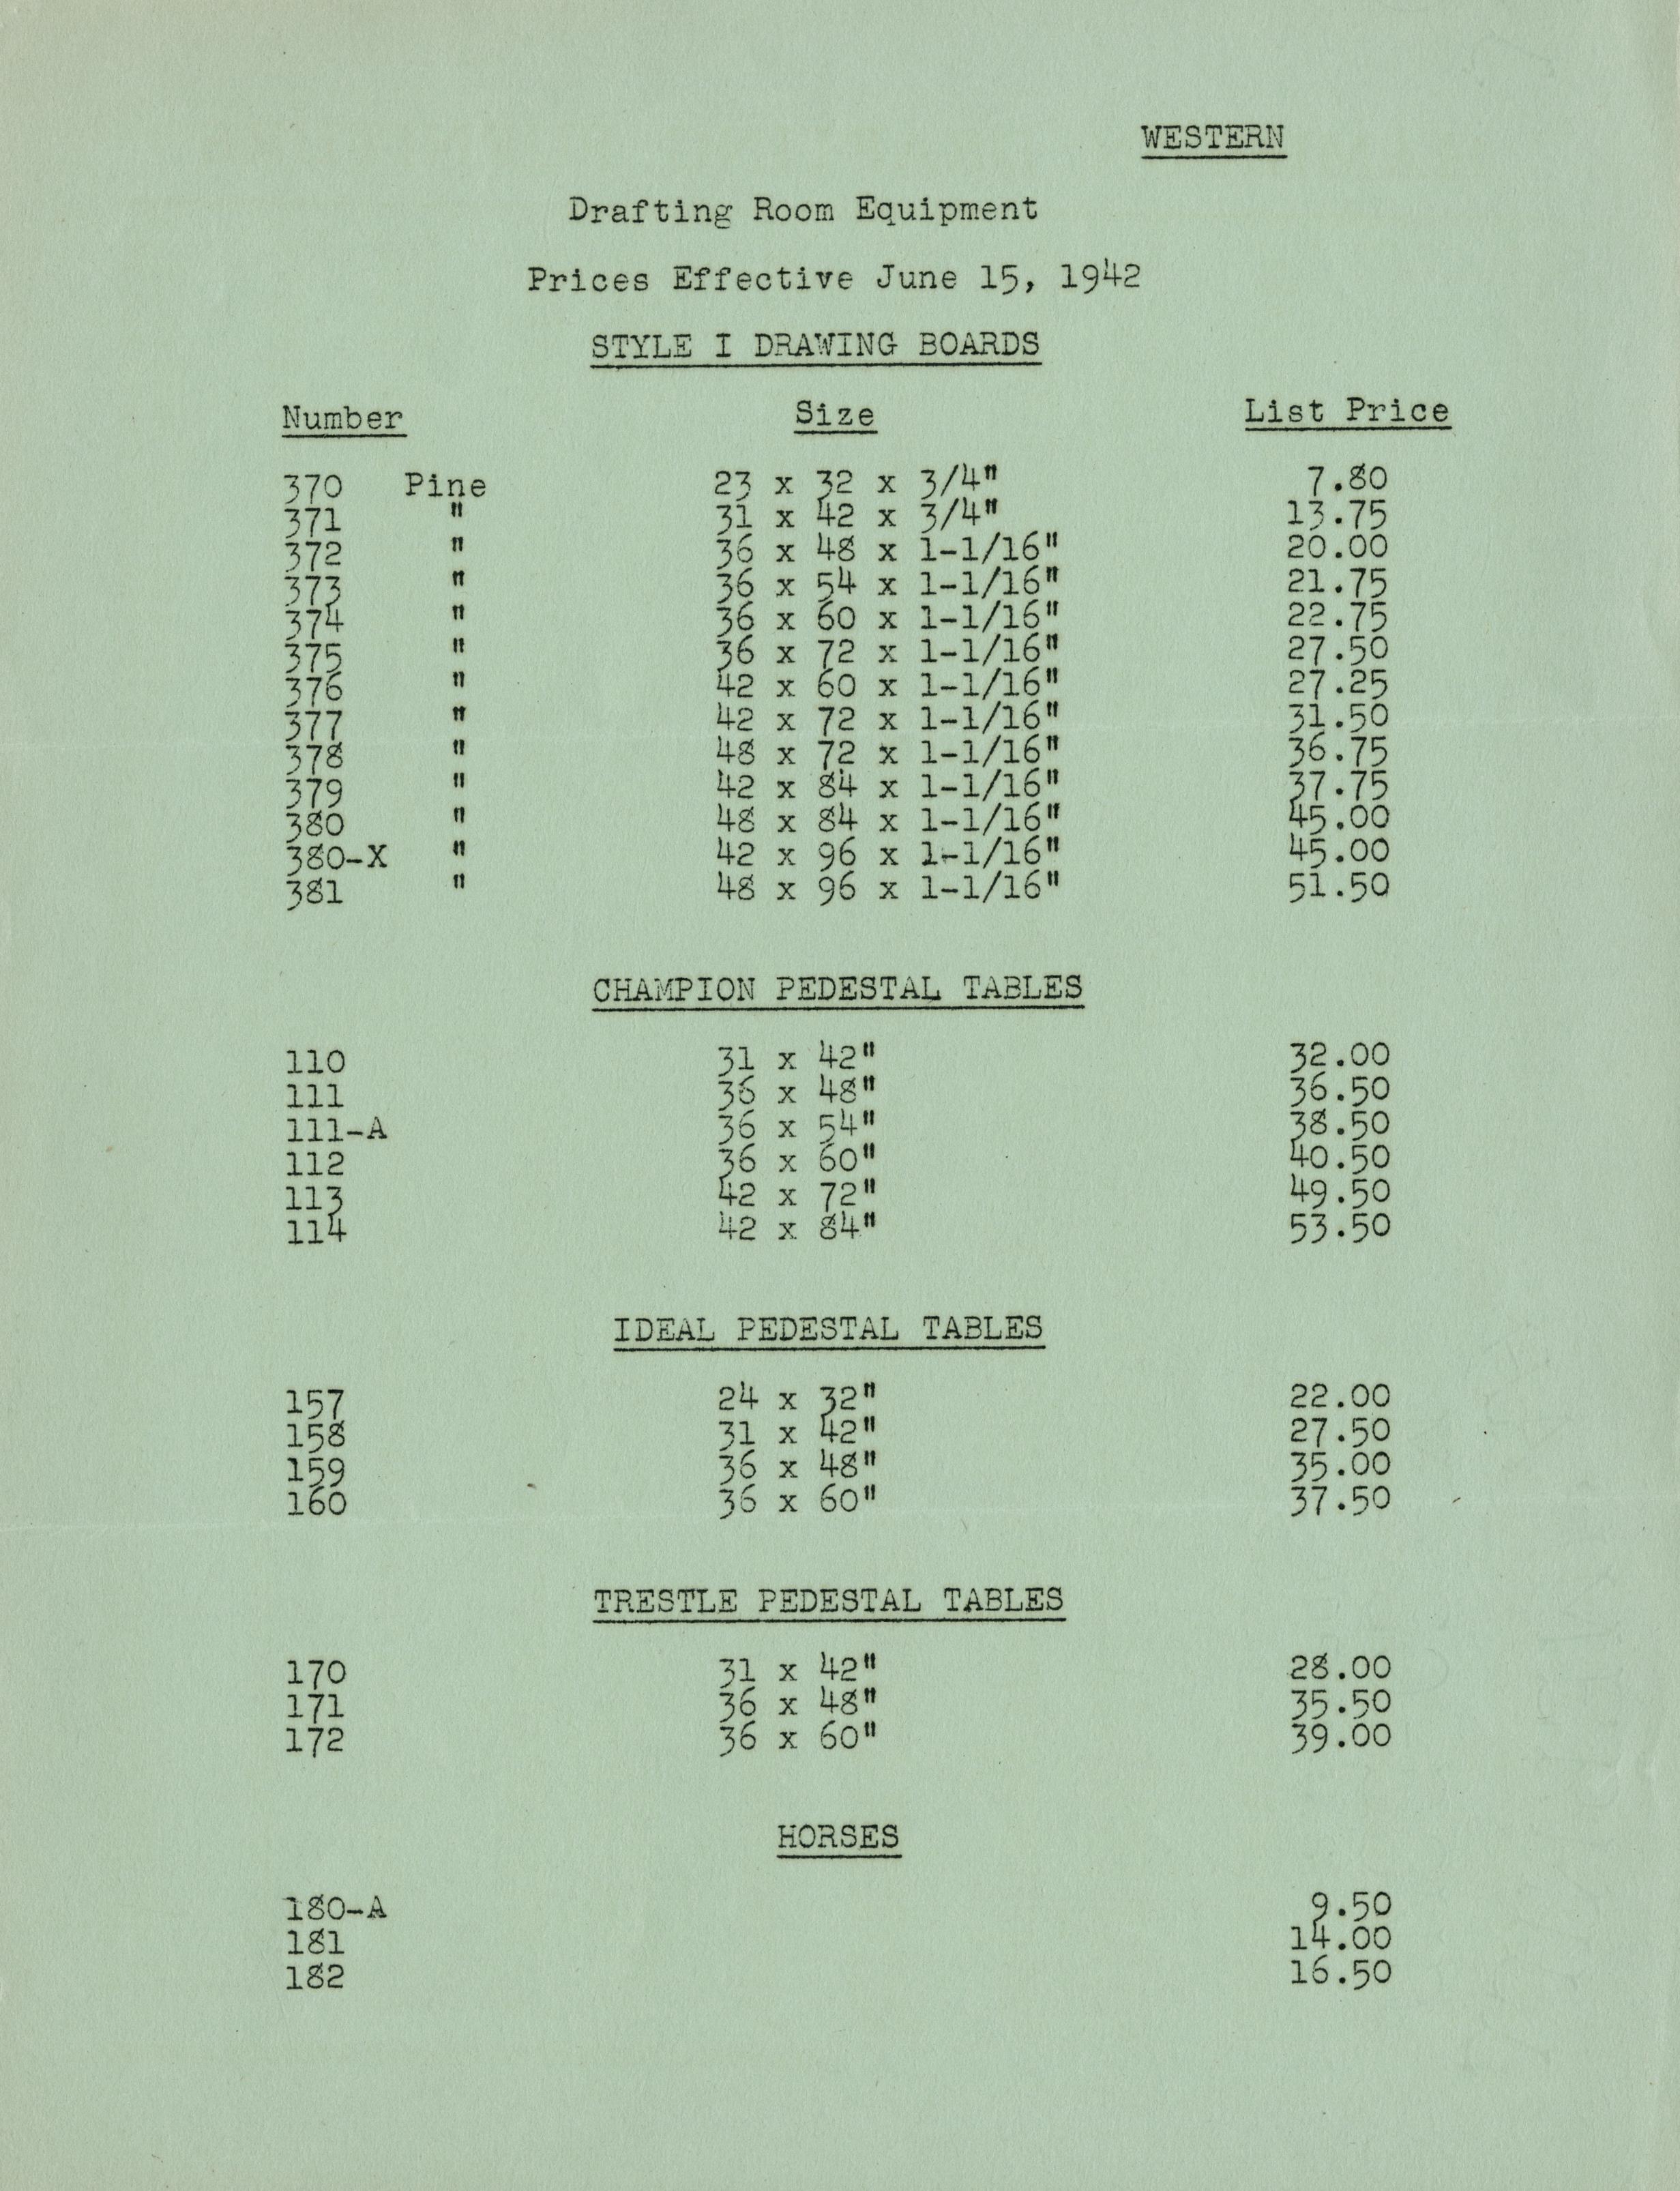 WESTERN
Drafting Room Equipment
Prices Effective June 15, 1942
STYLE I DRAWING BOARDS
Number Size List Price
370 Pine 23 x 32 x 3/4" 7.80
371 " 31 x 42 x 3/4" 13.75
372 " 36 x 48 x 1-1/16" 20.00
373 " 36 x 54 x 1-1/16" 21.75
374 " 36 x 60 x 1-1/16" 22.75
375 " 36 x 72 x 1-1/16" 27.50
376 " 42 x 60 x 1-1/16" 27.25
377 " 42 x 72 x 1-1/16" 31.50
378 " 48 x 72 x 1-1/16" 36.75
379 " 42 x 84 x 1-1/16" 37.75
380 " 48 x 84 x 1-1/16" 45.00
380-X " 42 x 96 x 1-1/16" 45.00
381 " 48 x 96 x 1-1/16" 51.50
CHAMPION PEDESTAL TABLES
110 31 x 42" 32.00
111 36 x 48" 36.50
111-A 36 x 54" 38.50
112 36 x 60" 40.50
113 42 x 72" 49.50
114 42 x 84" 53.50
IDEAL PEDESTAL TABLES
157 24 x 32" 22.00
158 31 x 42" 27.50
159 36 x 48" 35.00
160 36 x 60" 37.50
TRESTLE PEDESTAL TABLES
170 31 x 42" 28.00
171 36 x 48" 35.50
172 36 x 60" 39.00
HORSES
180-A 9.50
181 14.00
182 16.50